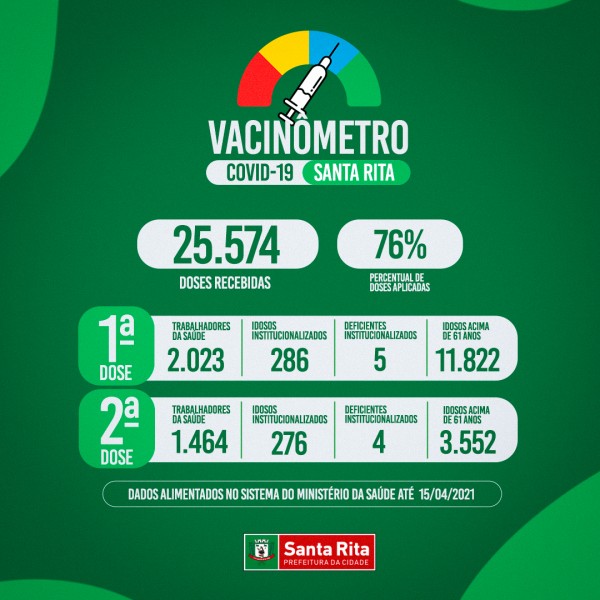 VACINÔMETRO
COVID-19 SANTA RITA
25.574
DOSES RECEBIDAS
76%
PERCENTUAL DE
DOSES APLICADAS
1ª
DOSE
TRABALHADORES
DA SAÚDE
2.023
IDOSOS
INSTITUCIONALIZADOS
286
DEFICIENTES
INSTITUCIONALIZADOS
5
IDOSOS ACIMA
DE 61 ANOS
11.822
2ª
DOSE
TRABALHADORES
DA SAÚDE
1.464
IDOSOS
INSTITUCIONALIZADOS
276
DEFICIENTES
INSTITUCIONALIZADOS
4
IDOSOS ACIMA
DE 61 ANOS
3.552
DADOS ALIMENTADOS NO SISTEMA DO MINISTÉRIO DA SAÚDE ATÉ 15/04/2021
Santa Rita
PREFEITURA DA CIDADE